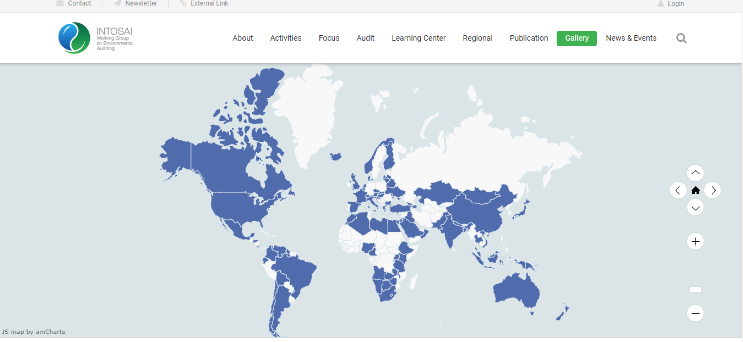 Contact
Newsletter
External Link
Login
INTOSAI
Working Group
on Environmental
Auditing
About
Activities
Focus
Audit
Learning Center
Regional
Publication
Gallery
News & Events
JS map by amCharts